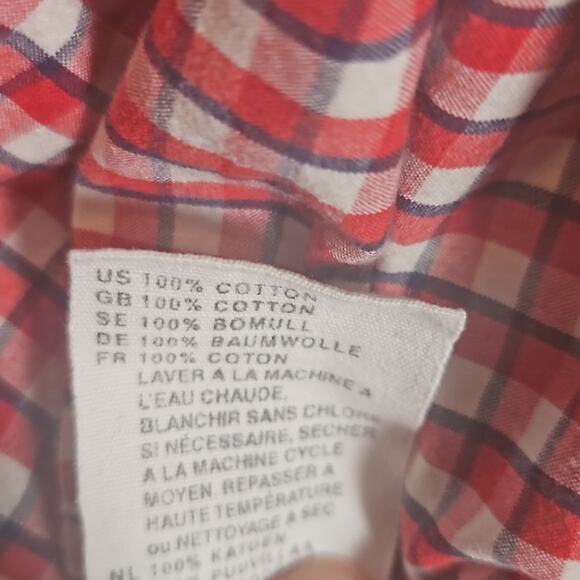 US 100% COTTON
GB 100% COTTON
SE 100% BOMULL
DE 100% BAUMWOLLE
FR 100% COTON
LAVER A LA MACHINE A
L'EAU CHAUDE,
BLANCHIR SANS CHLORE
SI NÉCESSAIRE, SECHER
A LA MACHINE CYCLE
MOYEN. REPASSER A
HAUTE TEMPÉRATURE
OU NETTOYAGE A SEC
NL 100% KATOEN